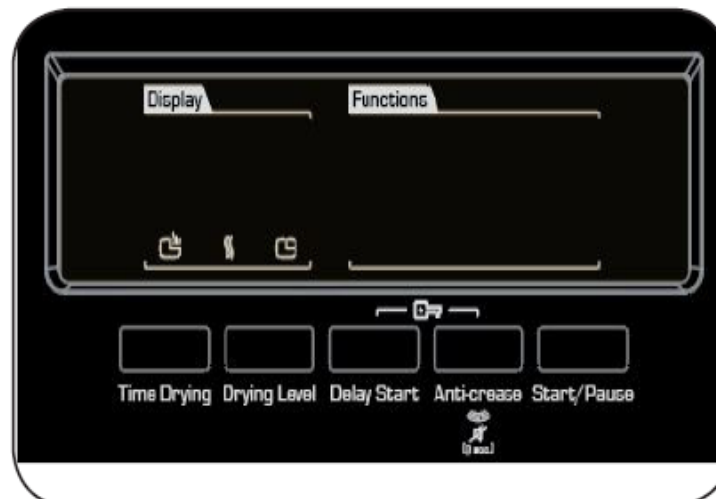 Display Functions
Time Drying Drying Level Delay Start Anti-crease Start/Pause